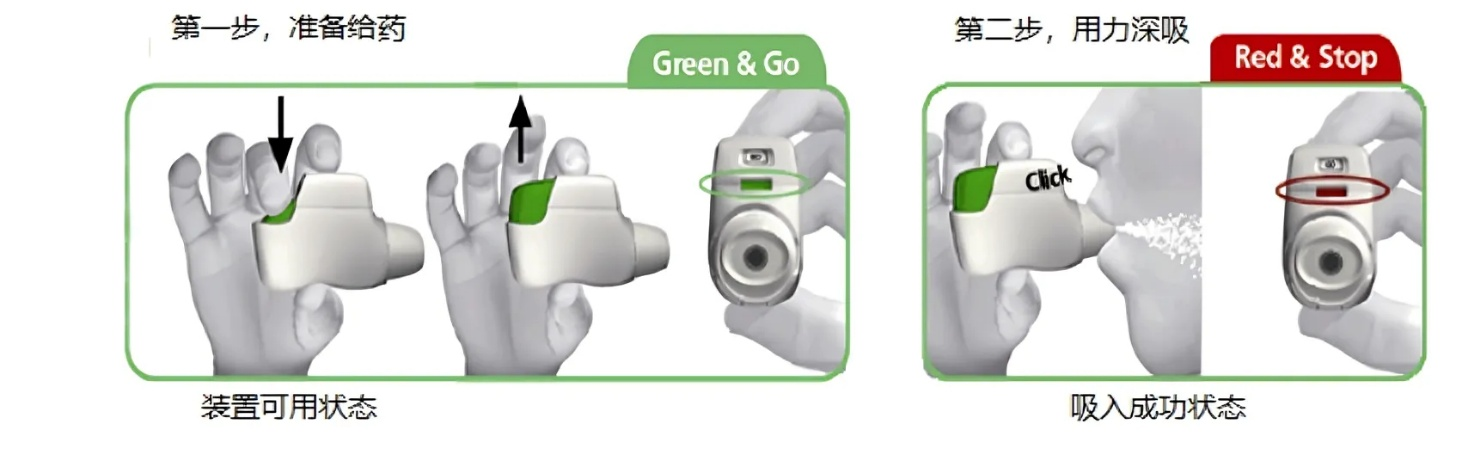 第一步，准备给药
Green & Go
装置可用状态
第二步，用力深吸
Red & Stop
Click
吸入成功状态